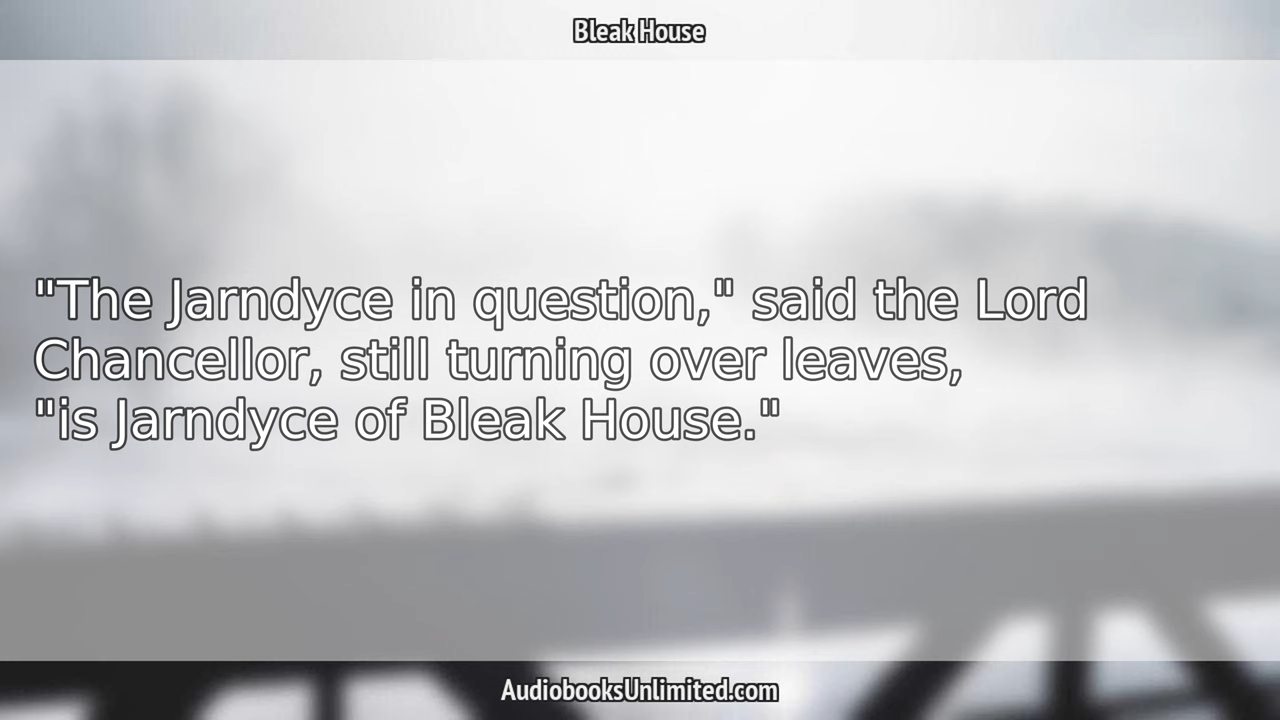 Bleak House
"The Jarndyce in question," said the Lord
Chancellor, still turning over leaves,
"is Jarndyce of Bleak House."
AudiobooksUnlimited.com